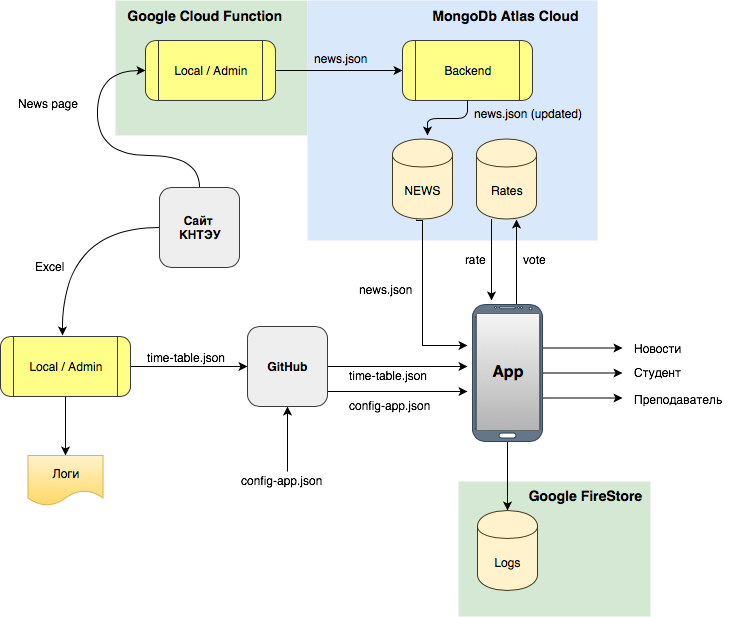 Google Cloud Function
MongoDb Atlas Cloud
Local / Admin
news.json
Backend
News page
news.json (updated)
NEWS
Rates
Сайт
КНТЭУ
Excel
rate
vote
news.json
Local / Admin
time-table.json
GitHub
time-table.json
config-app.json
App
Новости
Студент
Преподаватель
Логи
config-app.json
Google FireStore
Logs